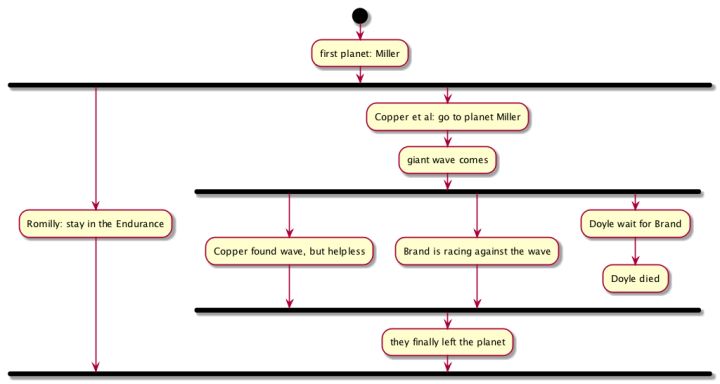 first planet: Miller
Copper et al: go to planet Miller
giant wave comes
Romilly: stay in the Endurance
Copper found wave, but helpless
Brand is racing against the wave
Doyle wait for Brand
Doyle died
they finally left the planet